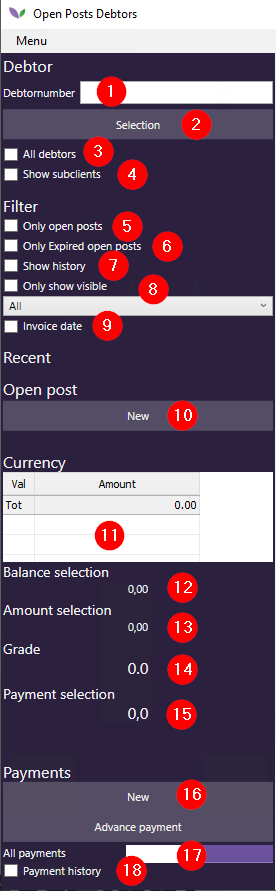 Open Posts Debtors
Menu
Debtor
Debtornumber 1
Selection 2
All debtors 3
Show subclients 4
Filter
Only open posts 5
Only Expired open posts 6
Show history 7
Only show visible 8
All
Invoice date 9
Recent
Open post
New 10
Currency
Val Amount
Tot 0.00
11
Balance selection
0,00 12
Amount selection
0,00 13
Grade
0.0 14
Payment selection
0,0 15
Payments
New 16
Advance payment
All payments 17
Payment history 18